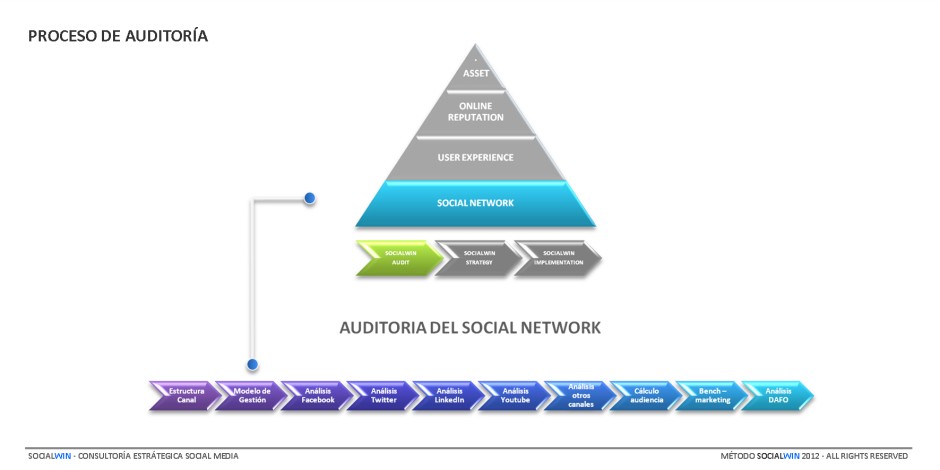 PROCESO DE AUDITORÍA
ASSET
ONLINE
REPUTATION
USER EXPERIENCE
SOCIAL NETWORK
SOCIALWIN
AUDIT
SOCIALWIN
STRATEGY
SOCIALWIN
IMPLEMENTATION
AUDITORIA DEL SOCIAL NETWORK
Estructura
Canal
Modelo de
Gestión
Análisis
Facebook
Análisis
Twitter
Análisis
LinkedIn
Análisis
Youtube
Análisis
otros
canales
Cálculo
audiencia
Bench –
marketing
Análisis
DAFO
SOCIALWIN - CONSULTORÍA ESTRÁTEGICA SOCIAL MEDIA
MÉTODO SOCIALWIN 2012 - ALL RIGHTS RESERVED